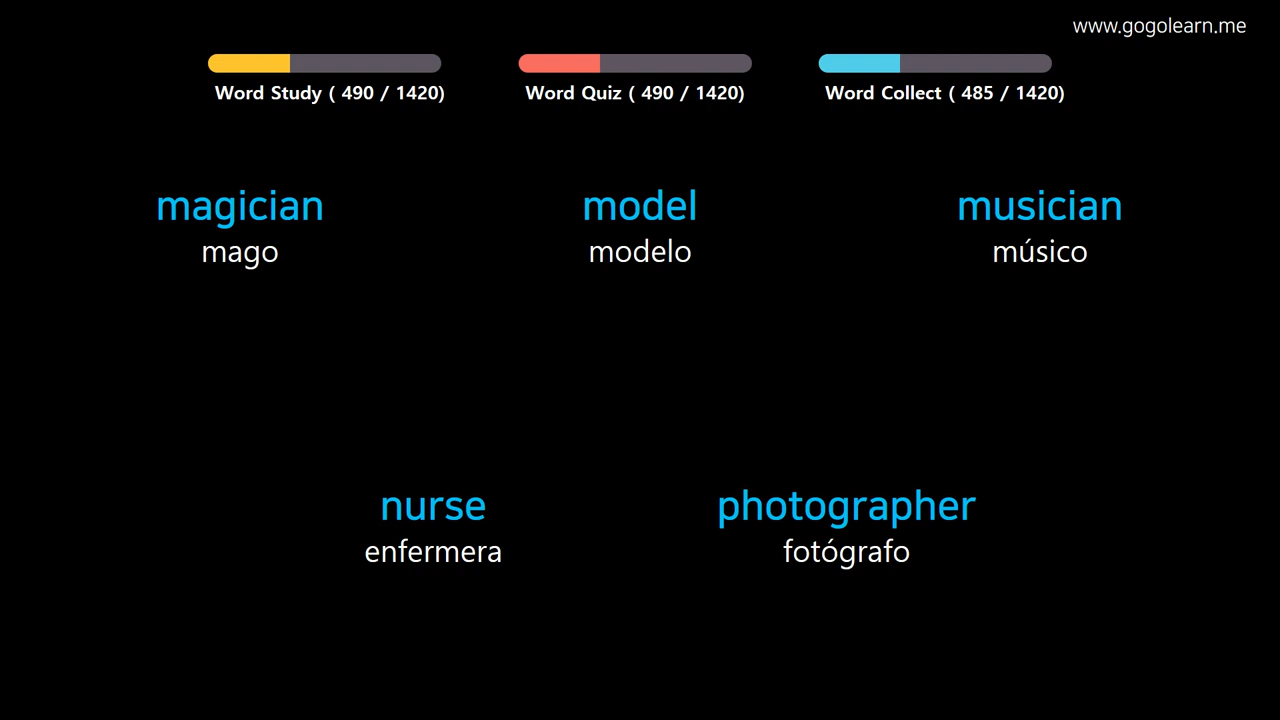 www.gogolearn.me
Word Study ( 490 / 1420)
Word Quiz ( 490 / 1420)
Word Collect ( 485 / 1420)
magician
mago
model
modelo
musician
músico
nurse
enfermera
photographer
fotógrafo